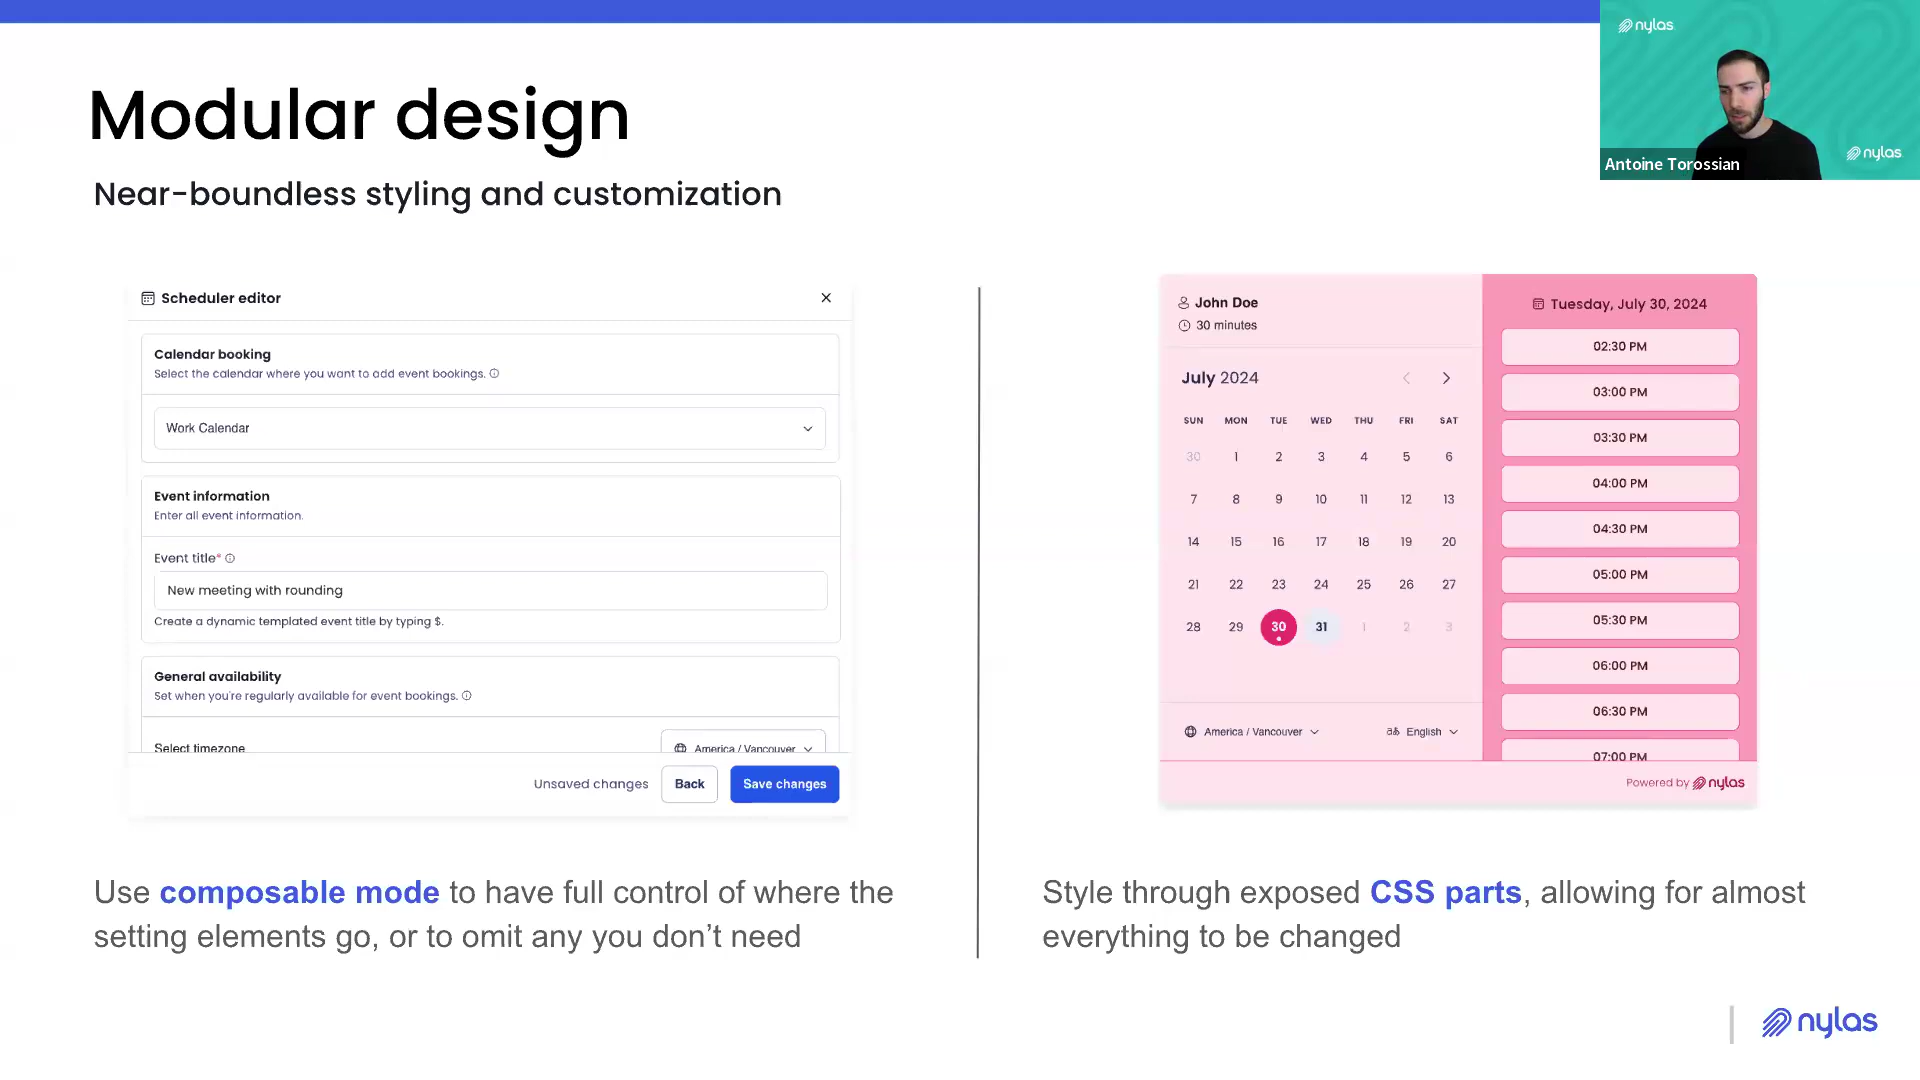 nylas
nylas
Antoine Torossian
Modular design
Near-boundless styling and customization
Scheduler editor
Calendar booking
Select the calendar where you want to add event bookings.
Work Calendar
Event information
Enter all event information.
Event title*
New meeting with rounding
Create a dynamic templated event title by typing $.
General availability
Set when you're regularly available for event bookings.
Select timezone
America / Vancouver
Unsaved changes
Back
Save changes
Use composable mode to have full control of where the
setting elements go, or to omit any you don’t need
John Doe
30 minutes
July 2024
SUN MON TUE WED THU FRI SAT
30 1 2 3 4 5 6
7 8 9 10 11 12 13
14 15 16 17 18 19 20
21 22 23 24 25 26 27
28 29 30 31 1 2 3
America / Vancouver
English
Tuesday, July 30, 2024
02:30 PM
03:00 PM
03:30 PM
04:00 PM
04:30 PM
05:00 PM
05:30 PM
06:00 PM
06:30 PM
07:00 PM
Powered by nylas
Style through exposed CSS parts, allowing for almost
everything to be changed
nylas